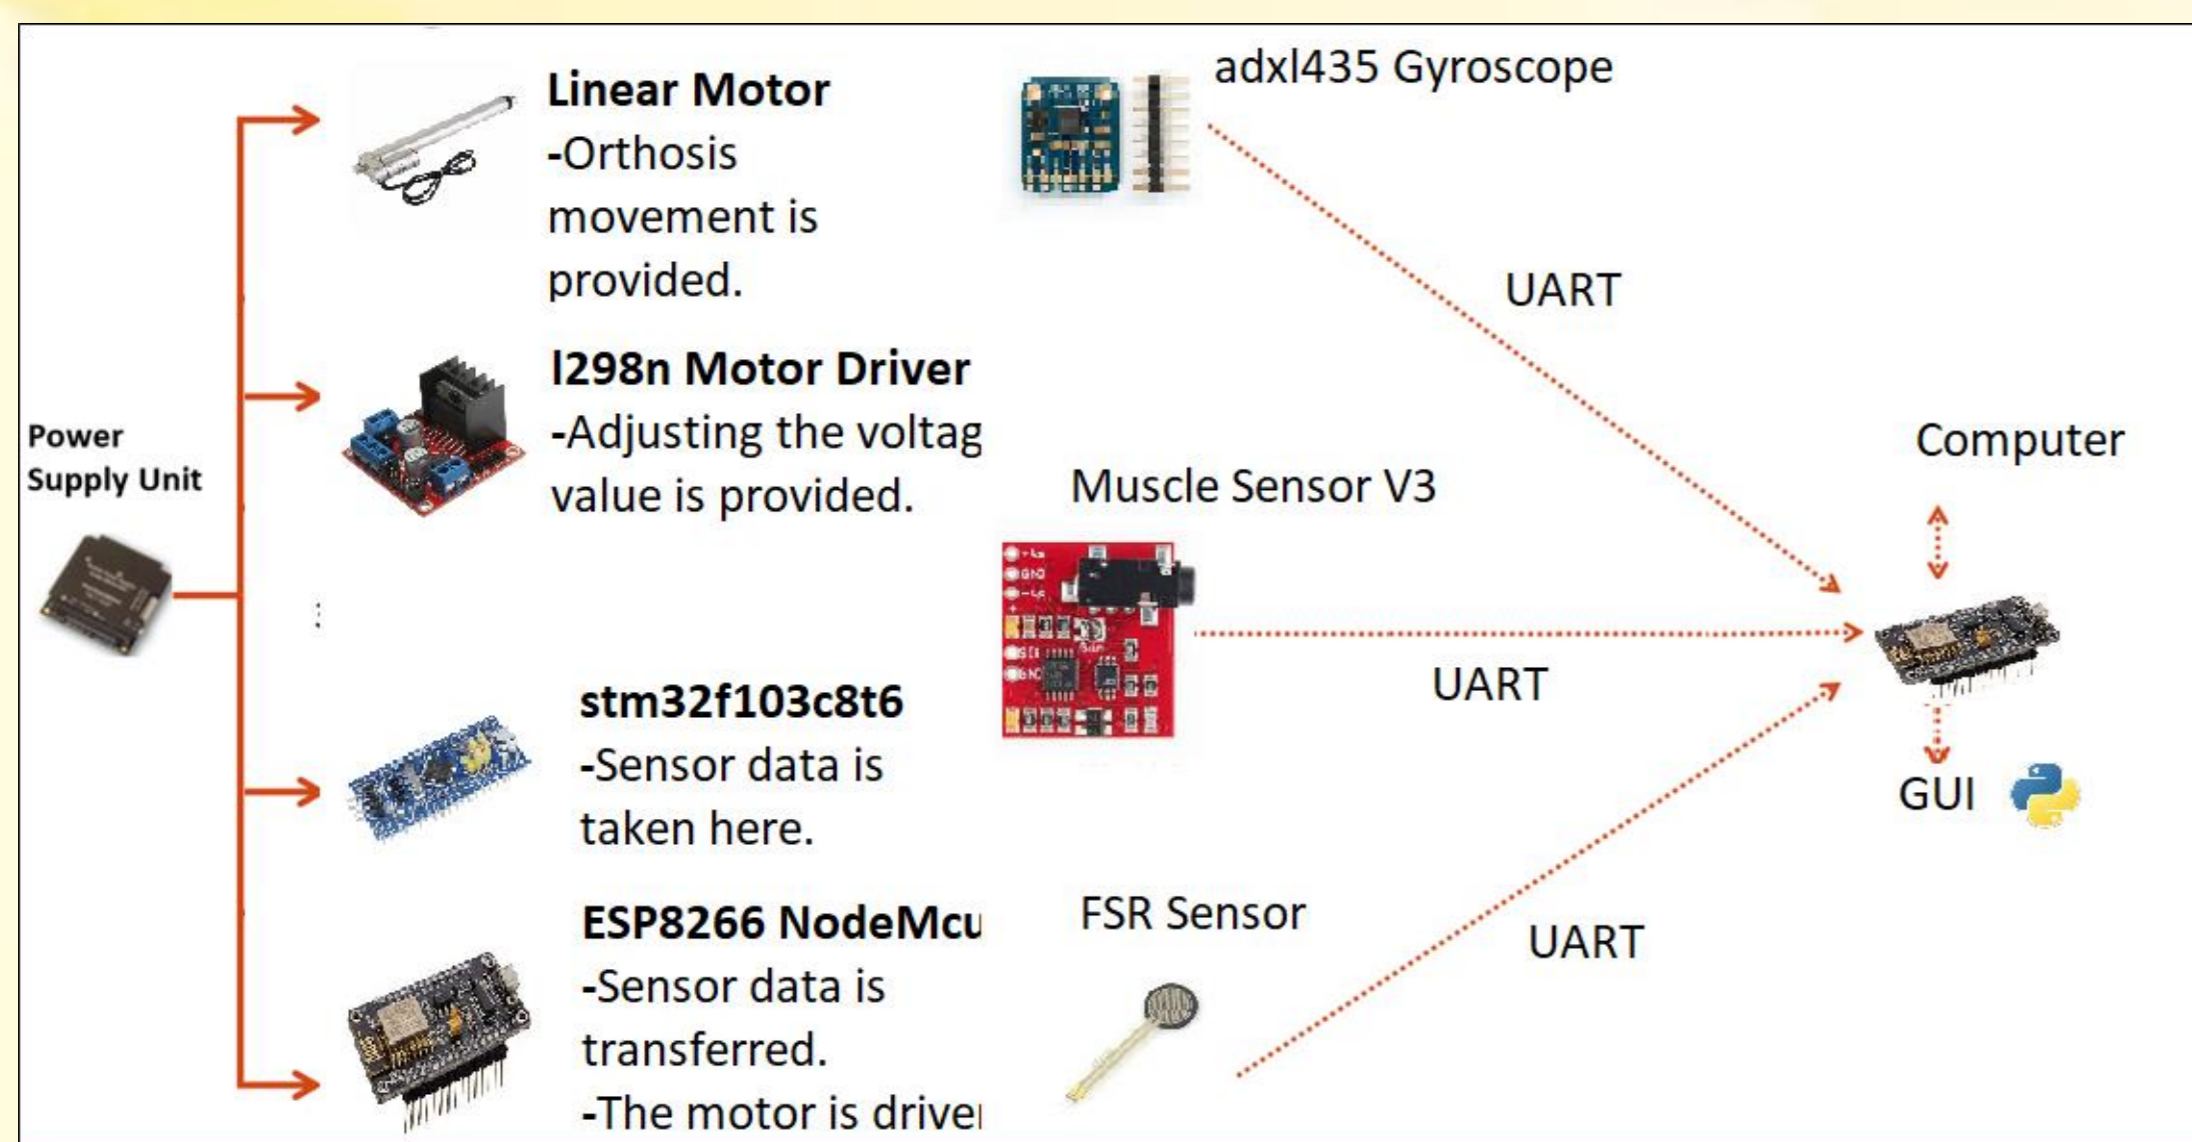 Power
Supply Unit
Linear Motor
-Orthosis
movement is
provided.
l298n Motor Driver
-Adjusting the voltag
value is provided.
stm32f103c8t6
-Sensor data is
taken here.
ESP8266 NodeMcu
-Sensor data is
transferred.
-The motor is drive
adxl435 Gyroscope
UART
Muscle Sensor V3
UART
FSR Sensor
UART
Computer
GUI